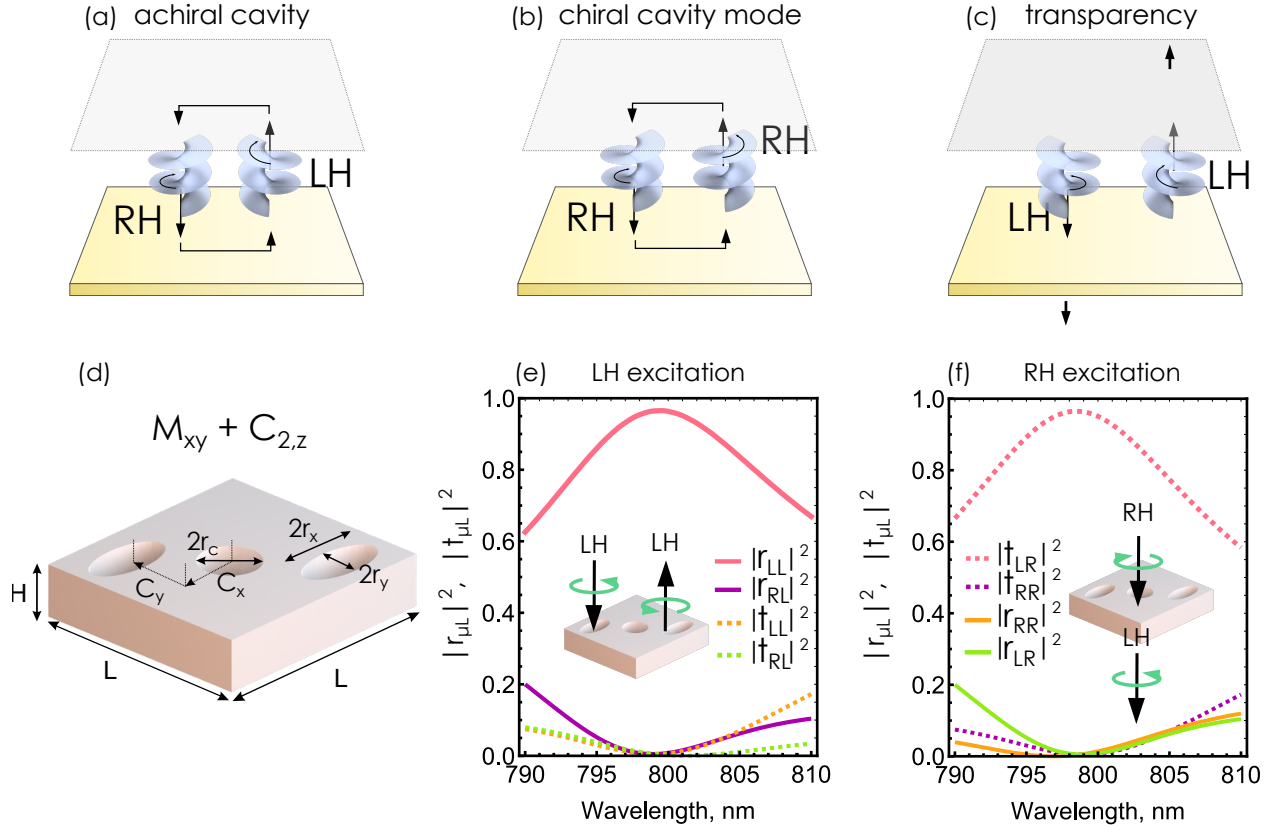 (a) achiral cavity
LH
RH
(b) chiral cavity mode
RH
RH
(c) transparency
LH
LH
(d)
M_xy + C_2,z
2r_c
2r_x
C_y
C_x
2r_y
H
L
L
(e) LH excitation
|r_μL|², |t_μL|²
1.0
0.8
0.6
0.4
0.2
0.0
LH
LH
|r_LL|²
|r_RL|²
|t_LL|²
|t_RL|²
790 795 800 805 810
Wavelength, nm
(f) RH excitation
|r_μL|², |t_μL|²
1.0
0.8
0.6
0.4
0.2
0.0
|t_LR|²
|t_RR|²
|r_RR|²
|r_LR|²
RH
LH
790 795 800 805 810
Wavelength, nm